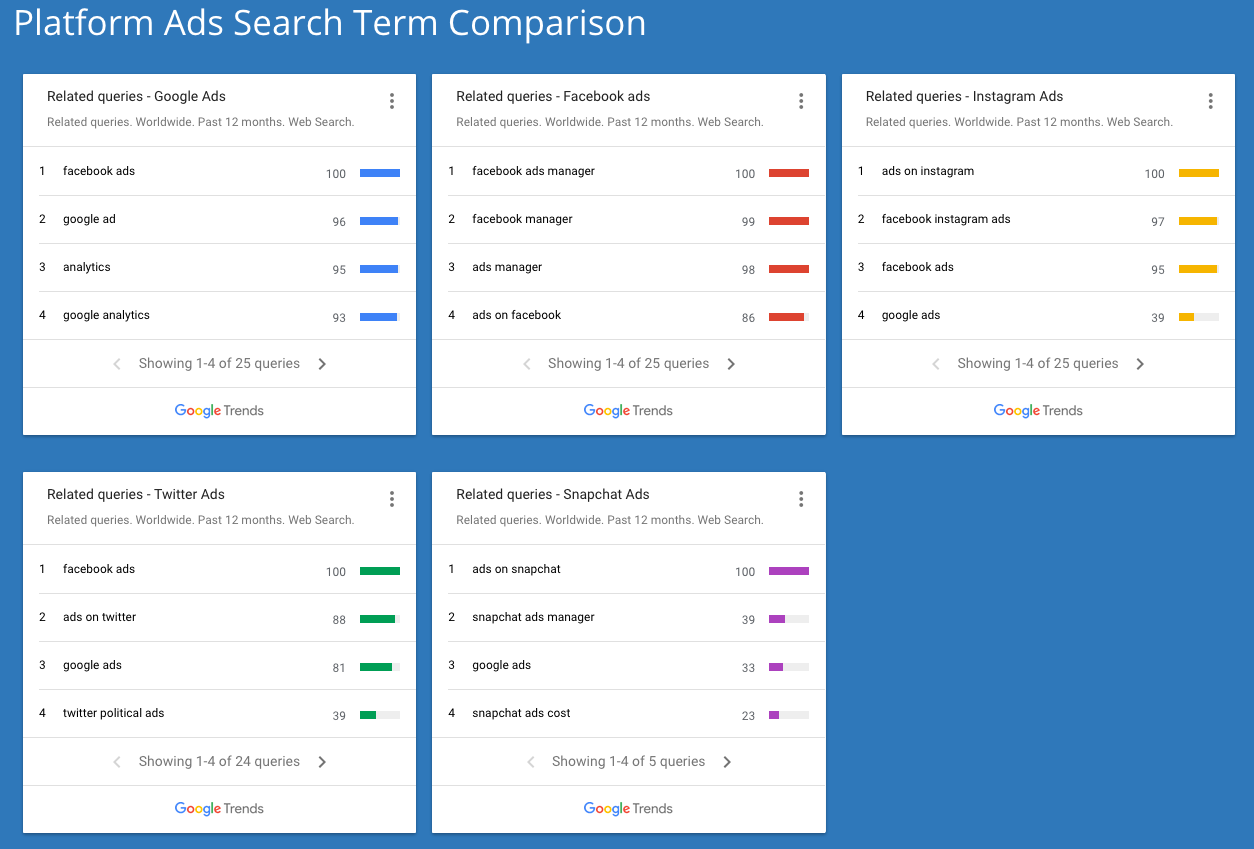 Platform Ads Search Term Comparison
Related queries - Google Ads
Related queries. Worldwide. Past 12 months. Web Search.
1 facebook ads 100
2 google ad 96
3 analytics 95
4 google analytics 93
Showing 1-4 of 25 queries
Google Trends
Related queries - Facebook ads
Related queries. Worldwide. Past 12 months. Web Search.
1 facebook ads manager 100
2 facebook manager 99
3 ads manager 98
4 ads on facebook 86
Showing 1-4 of 25 queries
Google Trends
Related queries - Instagram Ads
Related queries. Worldwide. Past 12 months. Web Search.
1 ads on instagram 100
2 facebook instagram ads 97
3 facebook ads 95
4 google ads 39
Showing 1-4 of 25 queries
Google Trends
Related queries - Twitter Ads
Related queries. Worldwide. Past 12 months. Web Search.
1 facebook ads 100
2 ads on twitter 88
3 google ads 81
4 twitter political ads 39
Showing 1-4 of 24 queries
Google Trends
Related queries - Snapchat Ads
Related queries. Worldwide. Past 12 months. Web Search.
1 ads on snapchat 100
2 snapchat ads manager 39
3 google ads 33
4 snapchat ads cost 23
Showing 1-4 of 5 queries
Google Trends